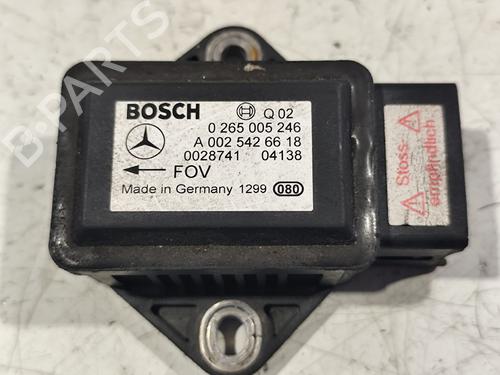 B-PARTS
BOSCH Q 02
0 265 005 246
A 002 542 66 18
0028741 04138
FOV
Made in Germany 1299 080
Stoss-
empfindlich